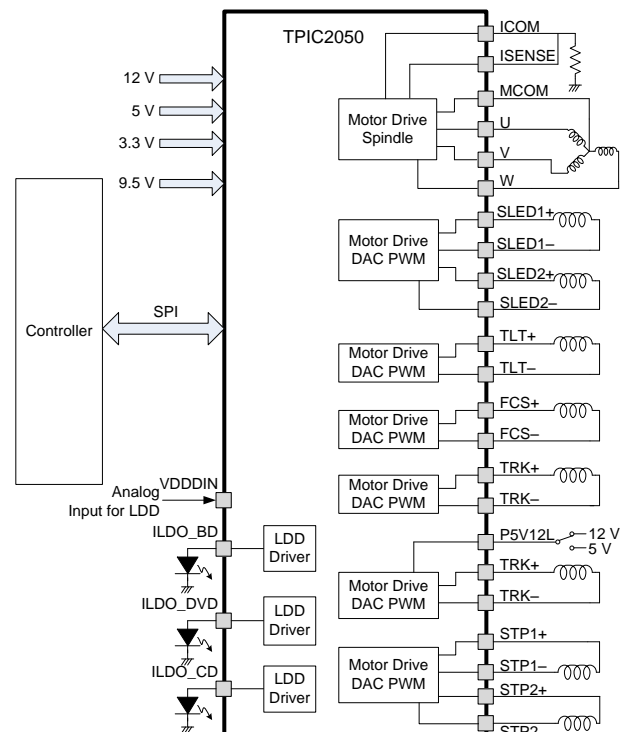 TPIC2050
12 V
5 V
3.3 V
9.5 V
Controller
SPI
Analog
Input for LDD
VDDDIN
ILDO_BD
LDD
Driver
ILDO_DVD
LDD
Driver
ILDO_CD
LDD
Driver
Motor Drive
Spindle
ICOM
ISENSE
MCOM
U
V
W
Motor Drive
DAC PWM
SLED1+
SLED1–
SLED2+
SLED2–
Motor Drive
DAC PWM
TLT+
TLT–
Motor Drive
DAC PWM
FCS+
FCS–
Motor Drive
DAC PWM
TRK+
TRK–
P5V12L
12 V
5 V
Motor Drive
DAC PWM
TRK+
TRK–
Motor Drive
DAC PWM
STP1+
STP1–
STP2+